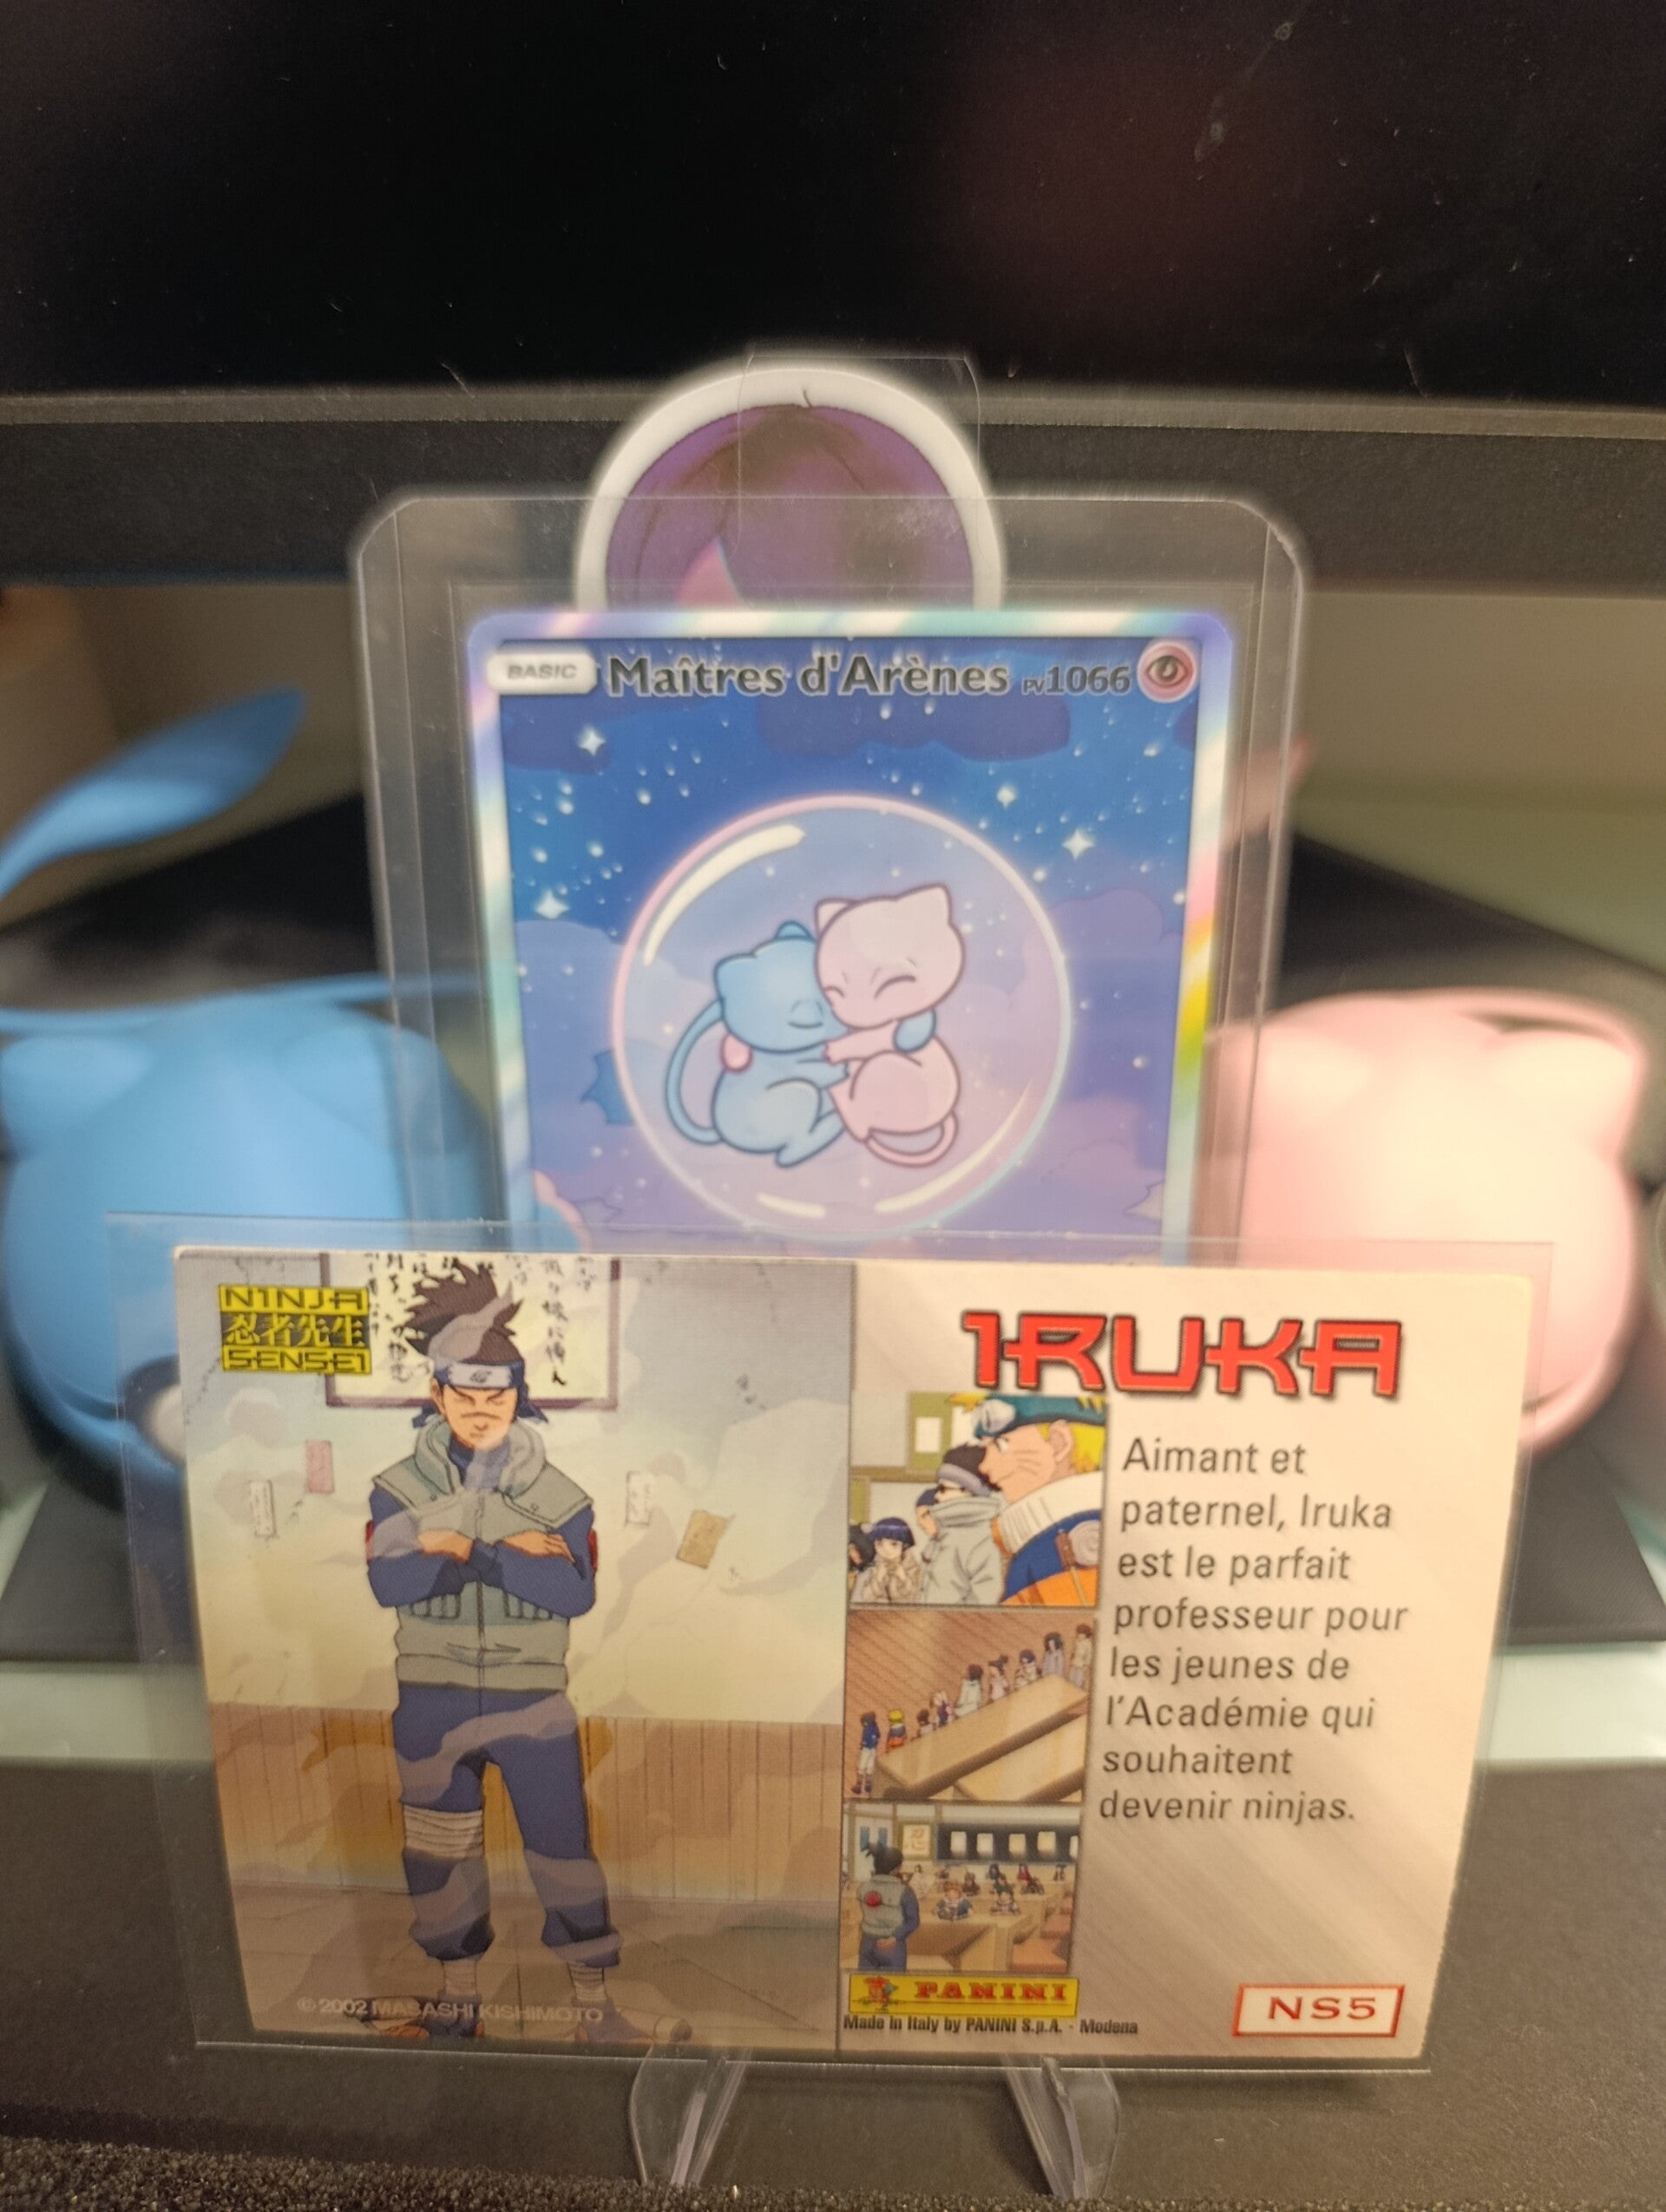 BASIC Maîtres d'Arènes PV1066
NINJA
忍者先生
SENSEI
IRUKA
Aimant et
paternel, Iruka
est le parfait
professeur pour
les jeunes de
l'Académie qui
souhaitent
devenir ninjas.
© 2002 MASASHI KISHIMOTO
PANINI
Made in Italy by PANINI S.p.A. - Modena
NS5